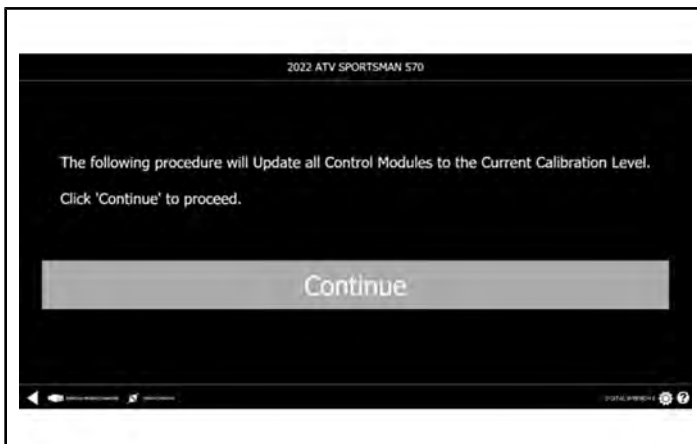 2022 ATV SPORTSMAN 570
The following procedure will Update all Control Modules to the Current Calibration Level.
Click 'Continue' to proceed.
Continue
?